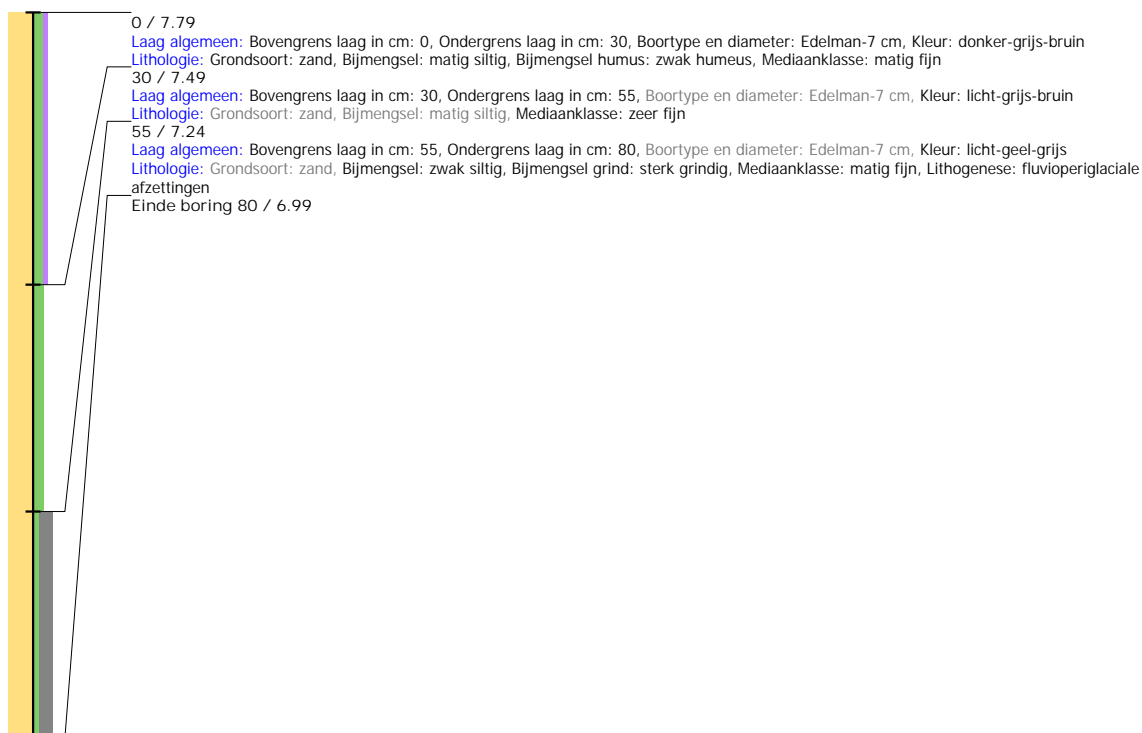 0 / 7.79
Laag algemeen: Bovengrens laag in cm: 0, Ondergrens laag in cm: 30, Boortype en diameter: Edelman-7 cm, Kleur: donker-grijs-bruin
Lithologie: Grondsoort: zand, Bijmengsel: matig siltig, Bijmengsel humus: zwak humeus, Mediaanklasse: matig fijn
30 / 7.49
Laag algemeen: Bovengrens laag in cm: 30, Ondergrens laag in cm: 55, Boortype en diameter: Edelman-7 cm, Kleur: licht-grijs-bruin
Lithologie: Grondsoort: zand, Bijmengsel: matig siltig, Mediaanklasse: zeer fijn
55 / 7.24
Laag algemeen: Bovengrens laag in cm: 55, Ondergrens laag in cm: 80, Boortype en diameter: Edelman-7 cm, Kleur: licht-geel-grijs
Lithologie: Grondsoort: zand, Bijmengsel: zwak siltig, Bijmengsel grind: sterk grindig, Mediaanklasse: matig fijn, Lithogenese: fluvioperiglaciale
afzettingen
Einde boring 80 / 6.99